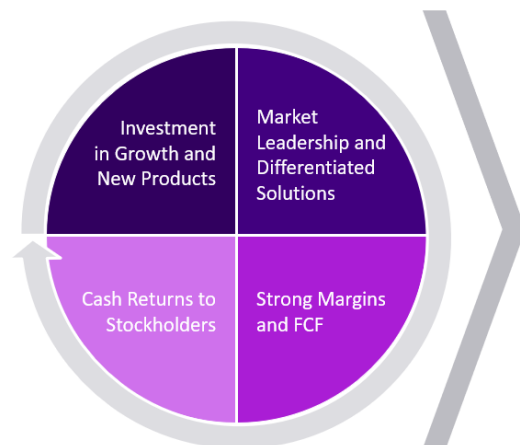 Investment
in Growth and
New Products
Market
Leadership and
Differentiated
Solutions
Cash Returns to
Stockholders
Strong Margins
and FCF